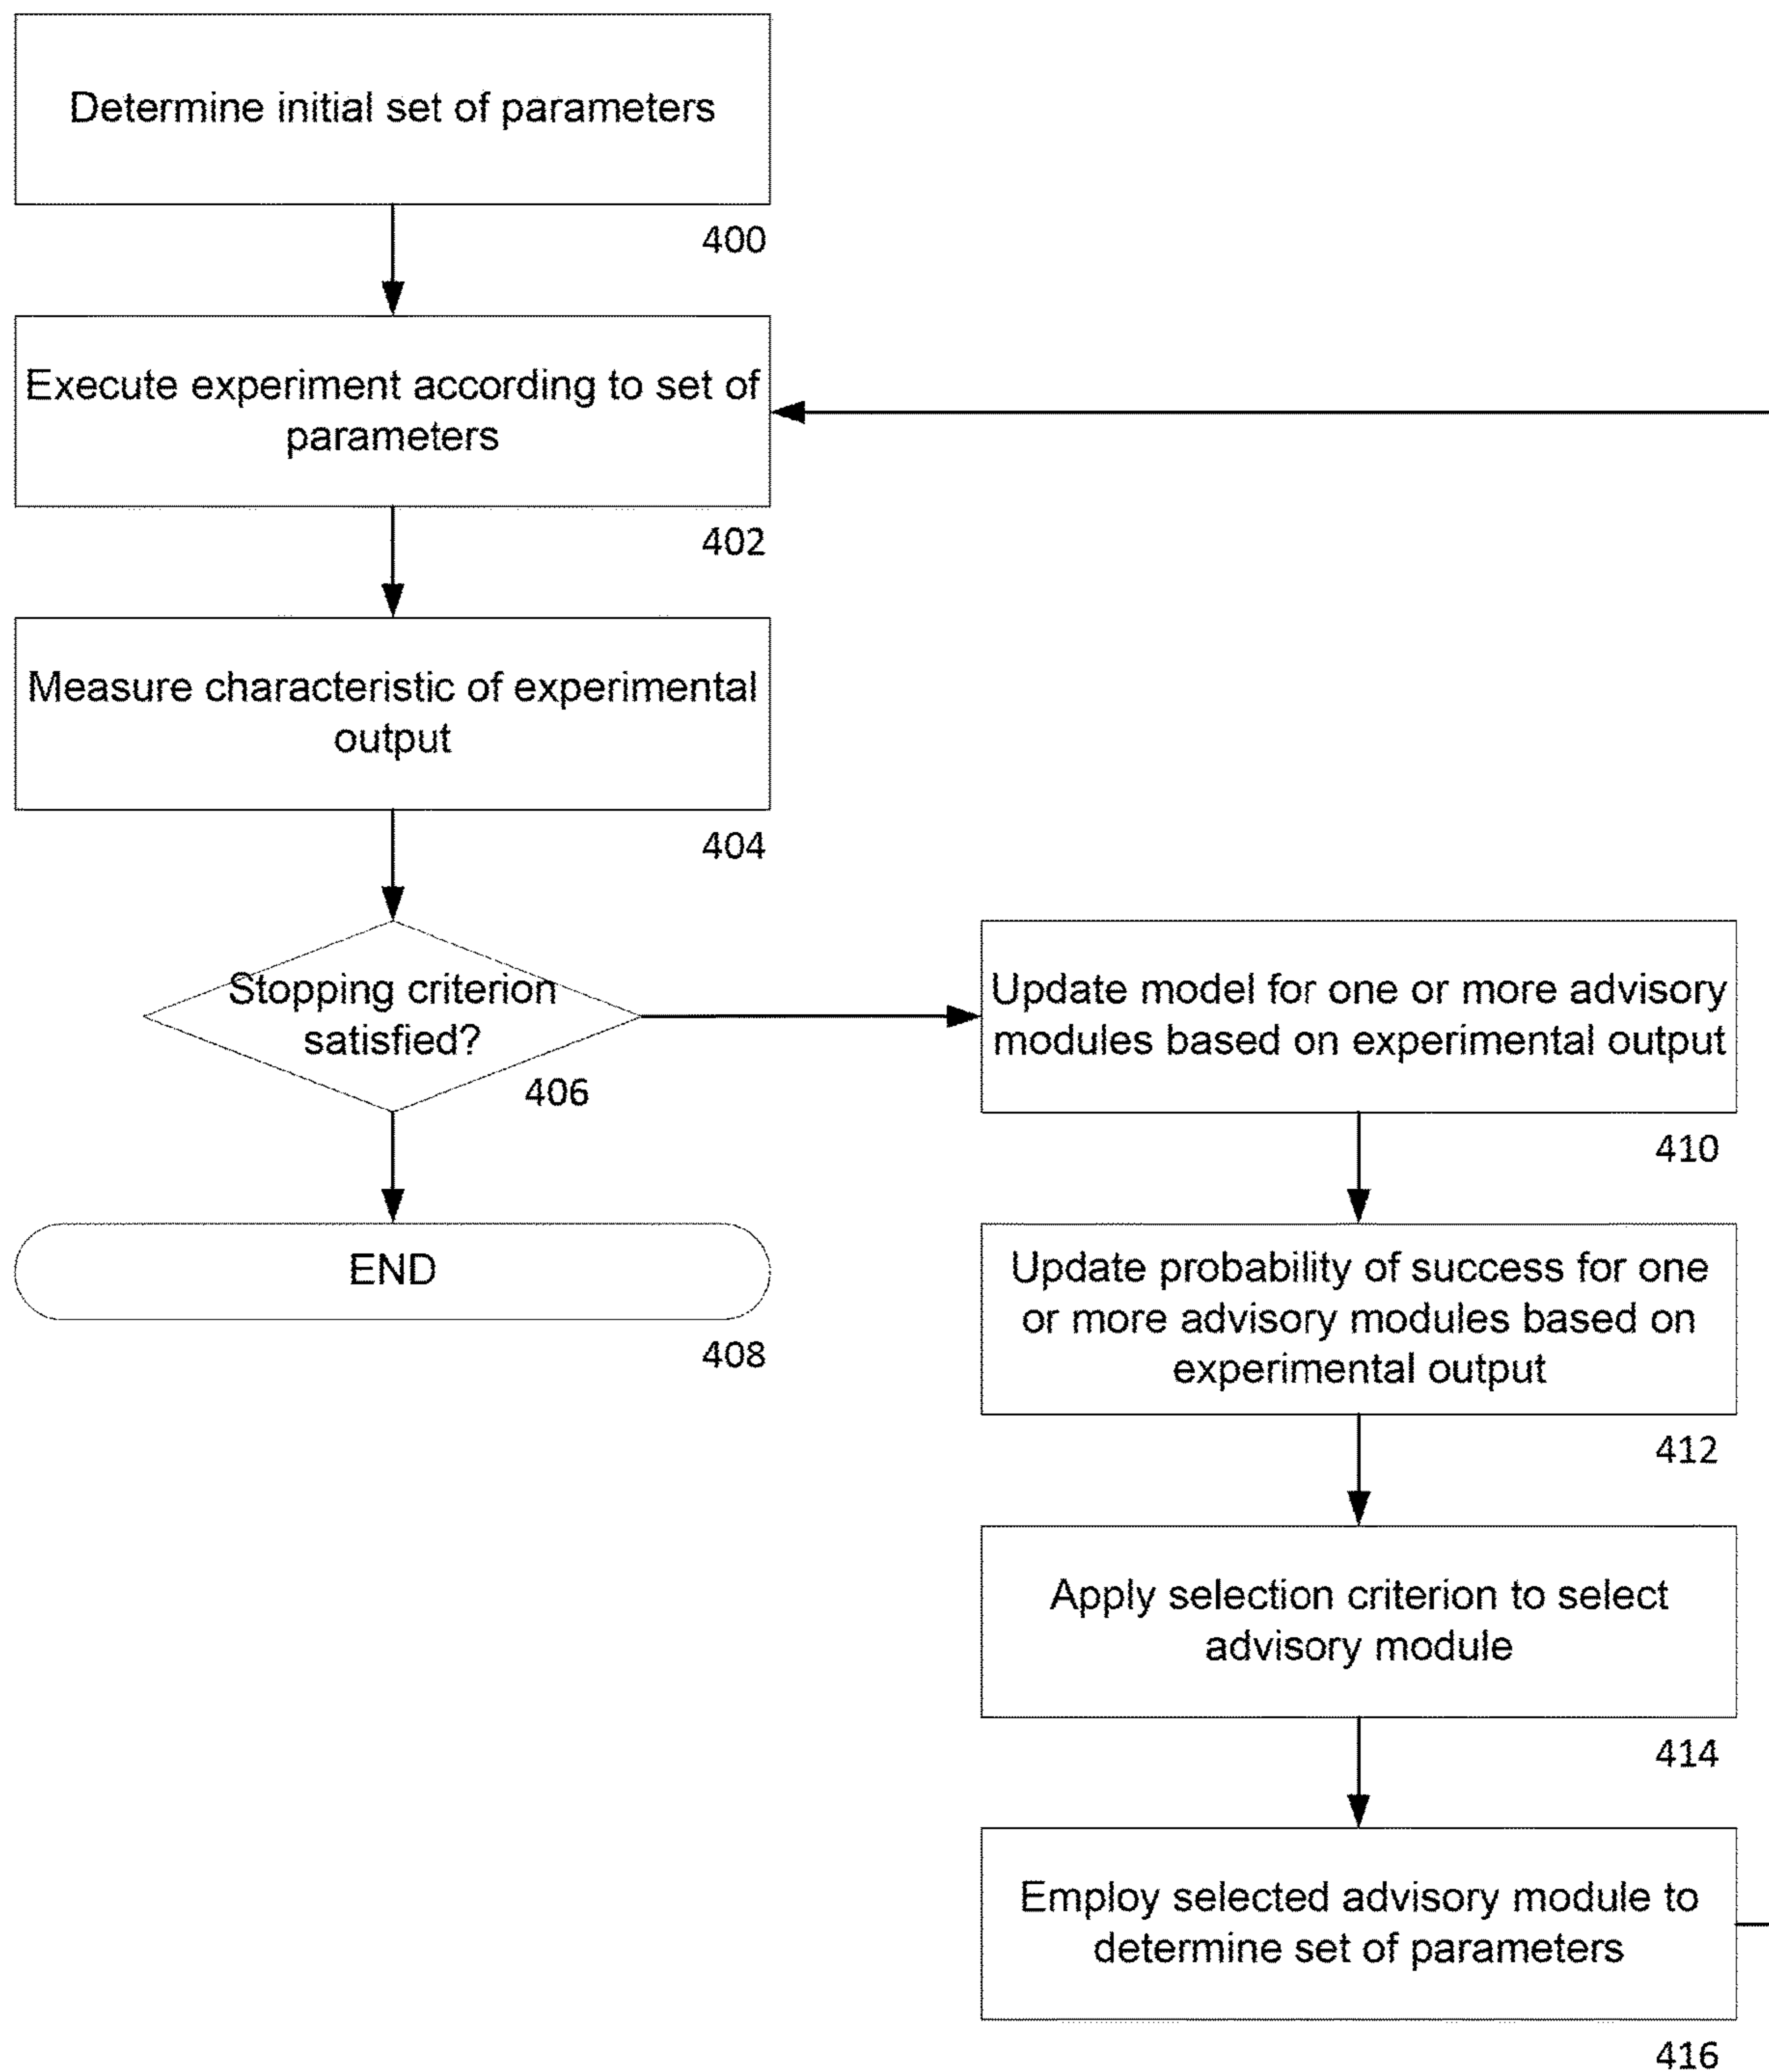 Determine initial set of parameters
400
Execute experiment according to set of
parameters
402
Measure characteristic of experimental
output
404
Stopping criterion
satisfied?
406
END
408
Update model for one or more advisory
modules based on experimental output
410
Update probability of success for one
or more advisory modules based on
experimental output
412
Apply selection criterion to select
advisory module
414
Employ selected advisory module to
determine set of parameters
416